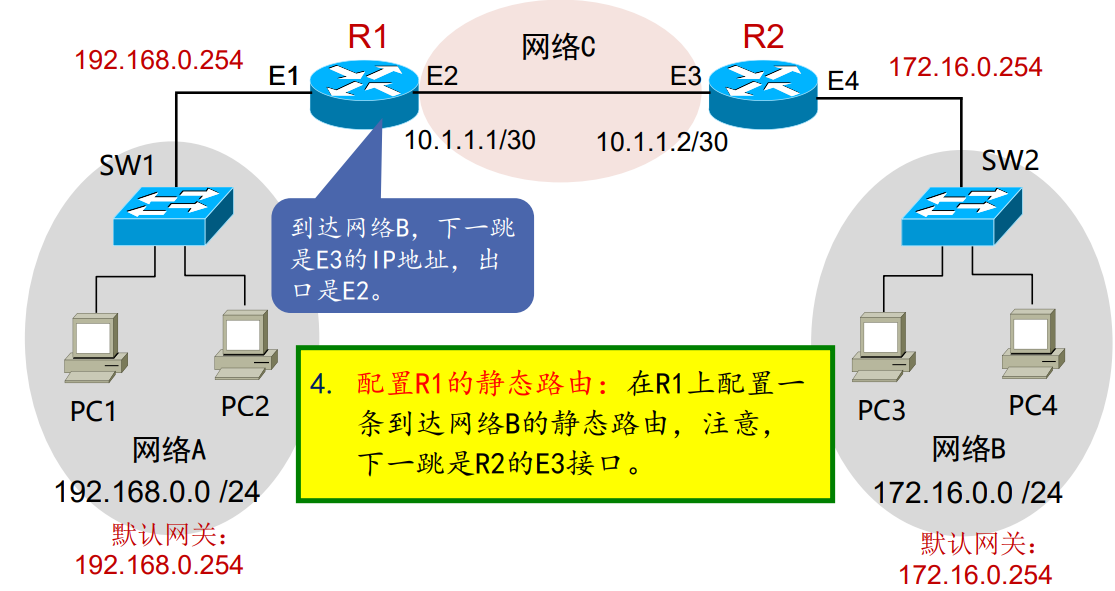 R1
网络C
R2
192.168.0.254
172.16.0.254
E1
E2
E3
E4
10.1.1.1/30
10.1.1.2/30
SW1
SW2
到达网络B，下一跳
是E3的IP地址，出
口是E2。
4. 配置R1的静态路由：在R1上配置一
条到达网络B的静态路由，注意，
下一跳是R2的E3接口。
PC1
PC2
PC3
PC4
网络A
网络B
192.168.0.0 /24
172.16.0.0 /24
默认网关：
192.168.0.254
默认网关：
172.16.0.254